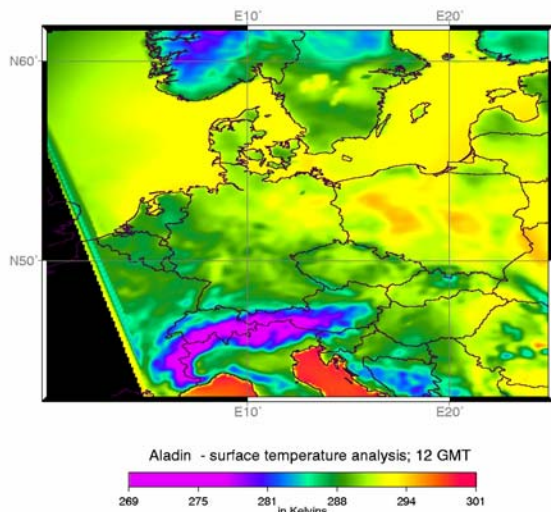 E10˙ E20˙
N60˙
N50˙
E10˙ E20˙
Aladin - surface temperature analysis; 12 GMT
269 275 281 288 294 301
in Kelvins